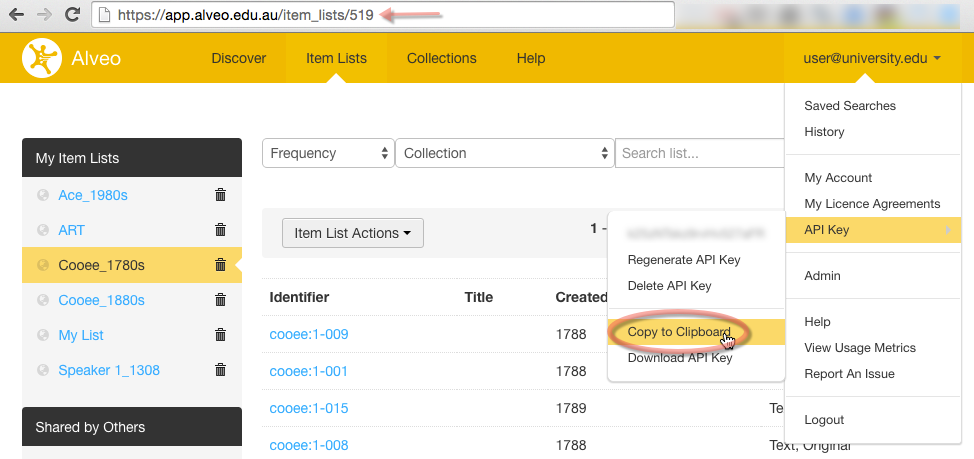 https://app.alveo.edu.au/item_lists/519
Alveo
Discover
Item Lists
Collections
Help
user@university.edu
Saved Searches
History
My Account
My Licence Agreements
API Key
Admin
Help
View Usage Metrics
Report An Issue
Logout
Regenerate API Key
Delete API Key
Copy to Clipboard
Download API Key
My Item Lists
Ace_1980s
ART
Cooee_1780s
Cooee_1880s
My List
Speaker 1_1308
Shared by Others
Frequency
Collection
Search list...
Item List Actions
1 -
Identifier Title Created
cooee:1-009 1788
cooee:1-001 1788
cooee:1-015 1789
cooee:1-008 1788 Text, Original